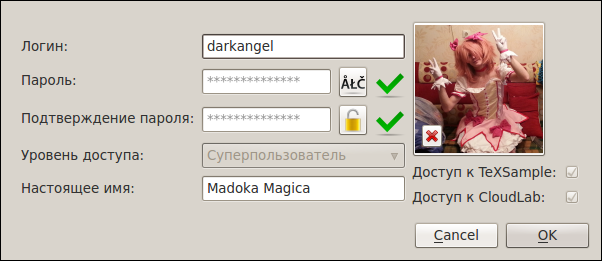 Логин: darkangel
Пароль: ************** ÅŁČ
Подтверждение пароля: **************
Уровень доступа: Суперпользователь
Настоящее имя: Madoka Magica
Доступ к TeXSample:
Доступ к CloudLab:
Cancel OK